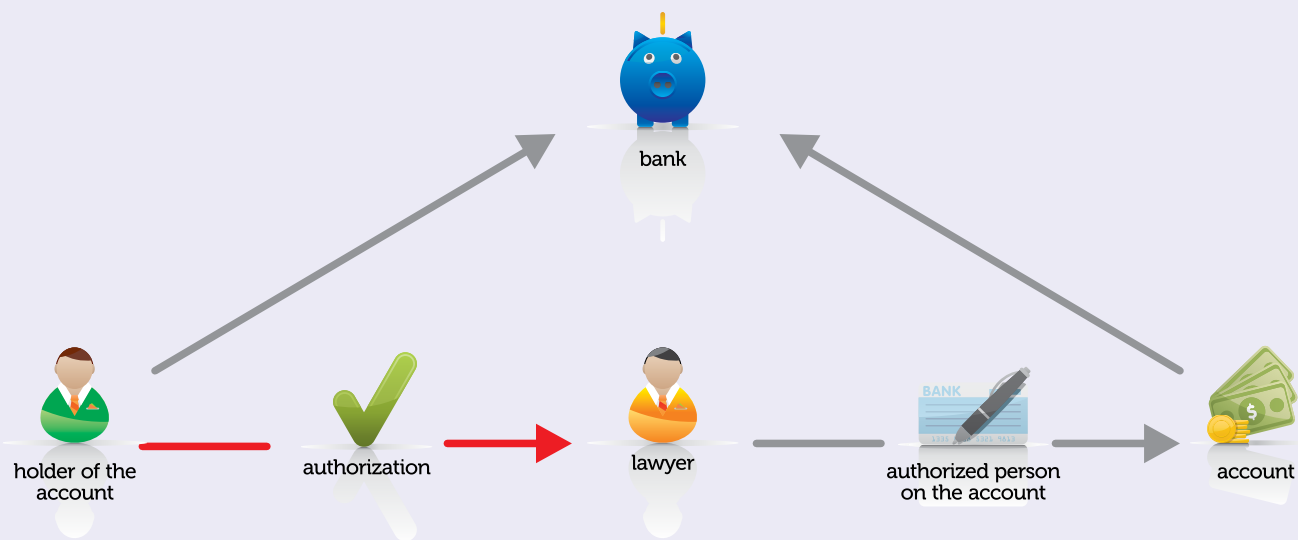 bank
holder of the
account
authorization
lawyer
BANK
authorized person
on the account
$
account